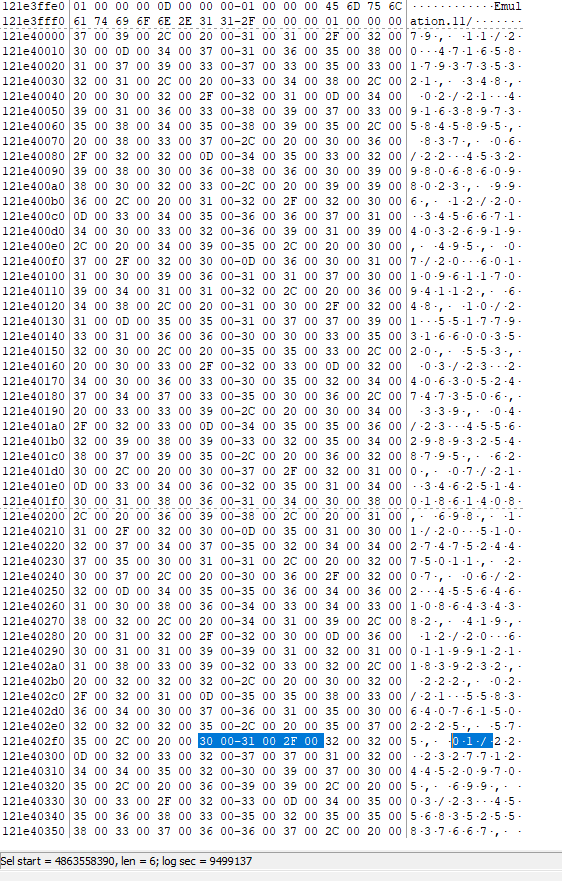 121e3ffe0 01 00 00 00 0D 00 00 00-01 00 00 00 45 6D 75 6C ············Emul
121e3fff0 61 74 69 6F 6E 2E 31 31-2F 00 00 00 01 00 00 00 ation.11/·······
121e40000 37 00 39 00 2C 00 20 00-31 00 31 00 2F 00 32 00 7·9·,· ·1·1·/·2·
121e40010 30 00 0D 00 34 00 37 00-31 00 36 00 35 00 38 00 0···4·7·1·6·5·8·
121e40020 31 00 37 00 39 00 33 00-37 00 33 00 35 00 33 00 1·7·9·3·7·3·5·3·
121e40030 32 00 31 00 2C 00 20 00-33 00 34 00 38 00 2C 00 2·1·,· ·3·4·8·,·
121e40040 20 00 30 00 32 00 2F 00-32 00 31 00 0D 00 34 00  ·0·2·/·2·1···4·
121e40050 39 00 31 00 36 00 33 00-38 00 39 00 37 00 33 00 9·1·6·3·8·9·7·3·
121e40060 35 00 38 00 34 00 35 00-38 00 39 00 35 00 2C 00 5·8·4·5·8·9·5·,·
121e40070 20 00 38 00 33 00 37 00-2C 00 20 00 30 00 36 00  ·8·3·7·,· ·0·6·
121e40080 2F 00 32 00 32 00 0D 00-34 00 35 00 33 00 32 00 /·2·2···4·5·3·2·
121e40090 39 00 38 00 30 00 36 00-38 00 36 00 30 00 39 00 9·8·0·6·8·6·0·9·
121e400a0 38 00 30 00 32 00 33 00-2C 00 20 00 39 00 39 00 8·0·2·3·,· ·9·9·
121e400b0 36 00 2C 00 20 00 31 00-32 00 2F 00 32 00 30 00 6·,· ·1·2·/·2·0·
121e400c0 0D 00 33 00 34 00 35 00-36 00 36 00 37 00 31 00 ··3·4·5·6·6·7·1·
121e400d0 34 00 30 00 33 00 32 00-36 00 39 00 31 00 39 00 4·0·3·2·6·9·1·9·
121e400e0 2C 00 20 00 34 00 39 00-35 00 2C 00 20 00 30 00 ,· ·4·9·5·,· ·0·
121e400f0 37 00 2F 00 32 00 30 00-0D 00 36 00 30 00 31 00 7·/·2·0···6·0·1·
121e40100 31 00 30 00 39 00 36 00-31 00 31 00 37 00 30 00 1·0·9·6·1·1·7·0·
121e40110 39 00 34 00 31 00 31 00-32 00 2C 00 20 00 36 00 9·4·1·1·2·,· ·6·
121e40120 34 00 38 00 2C 00 20 00-31 00 30 00 2F 00 32 00 4·8·,· ·1·0·/·2·
121e40130 31 00 0D 00 35 00 35 00-31 00 37 00 37 00 39 00 1···5·5·1·7·7·9·
121e40140 33 00 31 00 36 00 36 00-30 00 30 00 33 00 35 00 3·1·6·6·0·0·3·5·
121e40150 32 00 30 00 2C 00 20 00-35 00 35 00 33 00 2C 00 2·0·,· ·5·5·3·,·
121e40160 20 00 30 00 33 00 2F 00-32 00 33 00 0D 00 32 00  ·0·3·/·2·3···2·
121e40170 34 00 30 00 36 00 33 00-30 00 35 00 32 00 34 00 4·0·6·3·0·5·2·4·
121e40180 37 00 34 00 37 00 33 00-35 00 30 00 36 00 2C 00 7·4·7·3·5·0·6·,·
121e40190 20 00 33 00 33 00 39 00-2C 00 20 00 30 00 34 00  ·3·3·9·,· ·0·4·
121e401a0 2F 00 32 00 33 00 0D 00-34 00 35 00 35 00 36 00 /·2·3···4·5·5·6·
121e401b0 32 00 39 00 38 00 39 00-33 00 32 00 35 00 34 00 2·9·8·9·3·2·5·4·
121e401c0 38 00 37 00 39 00 35 00-2C 00 20 00 36 00 32 00 8·7·9·5·,· ·6·2·
121e401d0 30 00 2C 00 20 00 30 00-37 00 2F 00 32 00 31 00 0·,· ·0·7·/·2·1·
121e401e0 0D 00 33 00 34 00 36 00-32 00 35 00 31 00 34 00 ··3·4·6·2·5·1·4·
121e401f0 30 00 31 00 38 00 36 00-31 00 34 00 30 00 38 00 0·1·8·6·1·4·0·8·
121e40200 2C 00 20 00 36 00 39 00-38 00 2C 00 20 00 31 00 ,· ·6·9·8·,· ·1·
121e40210 31 00 2F 00 32 00 30 00-0D 00 35 00 31 00 30 00 1·/·2·0···5·1·0·
121e40220 32 00 37 00 34 00 37 00-35 00 32 00 34 00 34 00 2·7·4·7·5·2·4·4·
121e40230 37 00 35 00 30 00 31 00-31 00 2C 00 20 00 32 00 7·5·0·1·1·,· ·2·
121e40240 30 00 37 00 2C 00 20 00-30 00 36 00 2F 00 32 00 0·7·,· ·0·6·/·2·
121e40250 32 00 0D 00 34 00 35 00-35 00 36 00 34 00 36 00 2···4·5·5·6·4·6·
121e40260 31 00 30 00 38 00 36 00-34 00 33 00 34 00 33 00 1·0·8·6·4·3·4·3·
121e40270 38 00 32 00 2C 00 20 00-34 00 31 00 39 00 2C 00 8·2·,· ·4·1·9·,·
121e40280 20 00 31 00 32 00 2F 00-32 00 30 00 0D 00 36 00  ·1·2·/·2·0···6·
121e40290 30 00 31 00 31 00 39 00-39 00 31 00 32 00 31 00 0·1·1·9·9·1·2·1·
121e402a0 31 00 38 00 33 00 39 00-32 00 33 00 32 00 2C 00 1·8·3·9·2·3·2·,·
121e402b0 20 00 32 00 32 00 32 00-2C 00 20 00 30 00 32 00  ·2·2·2·,· ·0·2·
121e402c0 2F 00 32 00 31 00 0D 00-35 00 35 00 38 00 33 00 /·2·1···5·5·8·3·
121e402d0 36 00 34 00 30 00 37 00-36 00 31 00 35 00 30 00 6·4·0·7·6·1·5·0·
121e402e0 32 00 32 00 32 00 35 00-2C 00 20 00 35 00 37 00 2·2·2·5·,· ·5·7·
121e402f0 35 00 2C 00 20 00 30 00-31 00 2F 00 32 00 32 00 5·,· ·0·1·/·2·2·
121e40300 0D 00 32 00 33 00 32 00-37 00 37 00 31 00 32 00 ··2·3·2·7·7·1·2·
121e40310 34 00 34 00 35 00 32 00-30 00 39 00 37 00 30 00 4·4·5·2·0·9·7·0·
121e40320 35 00 2C 00 20 00 36 00-39 00 39 00 2C 00 20 00 5·,· ·6·9·9·,· ·
121e40330 30 00 33 00 2F 00 32 00-33 00 0D 00 34 00 35 00 0·3·/·2·3···4·5·
121e40340 35 00 36 00 38 00 33 00-35 00 32 00 35 00 35 00 5·6·8·3·5·2·5·5·
121e40350 38 00 33 00 37 00 36 00-36 00 37 00 2C 00 20 00 8·3·7·6·6·7·,· ·
Sel start = 4863558390, len = 6; log sec = 9499137